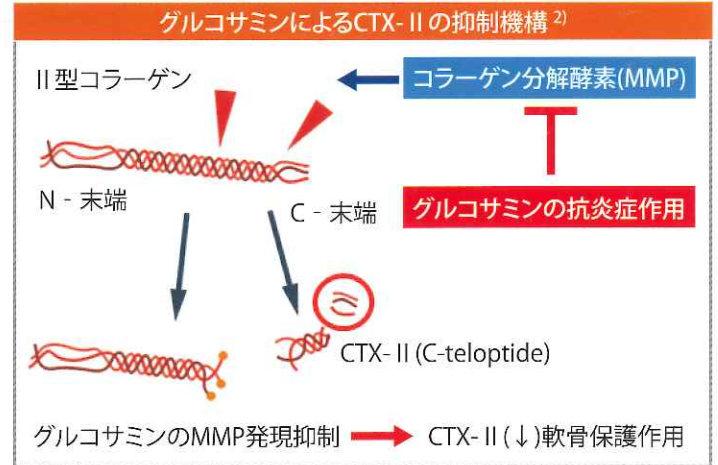 グルコサミンによるCTX-Ⅱの抑制機構 2)
Ⅱ型コラーゲン
コラーゲン分解酵素(MMP)
グルコサミンの抗炎症作用
N - 末端
C - 末端
CTX-Ⅱ(C-teloptide)
グルコサミンのMMP発現抑制
CTX-Ⅱ(↓)軟骨保護作用